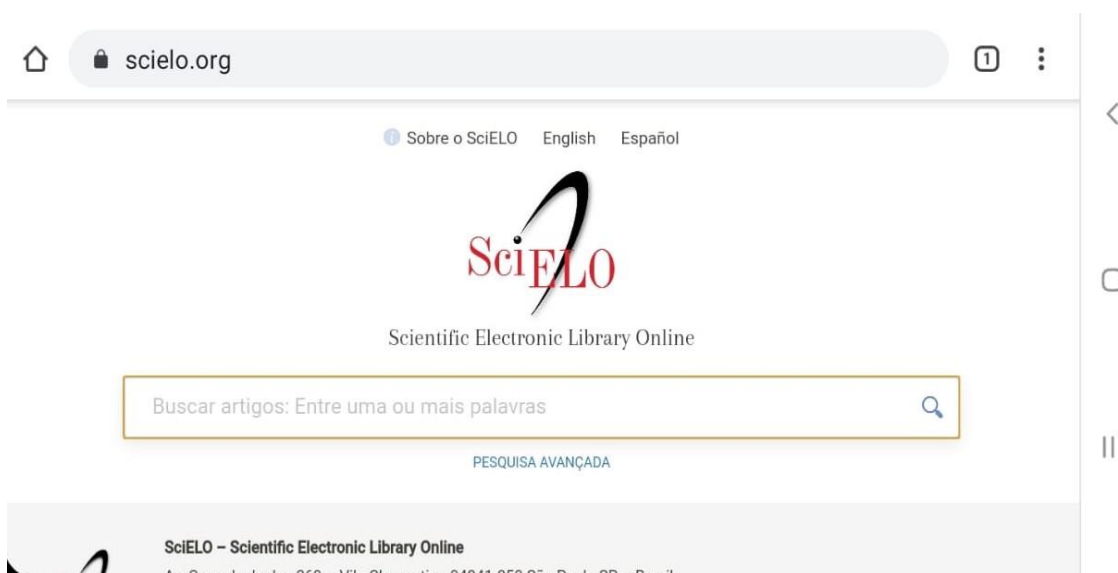 scielo.org 1
Sobre o SciELO English Español
SciELO
Scientific Electronic Library Online
Buscar artigos: Entre uma ou mais palavras
PESQUISA AVANÇADA
SciELO – Scientific Electronic Library Online